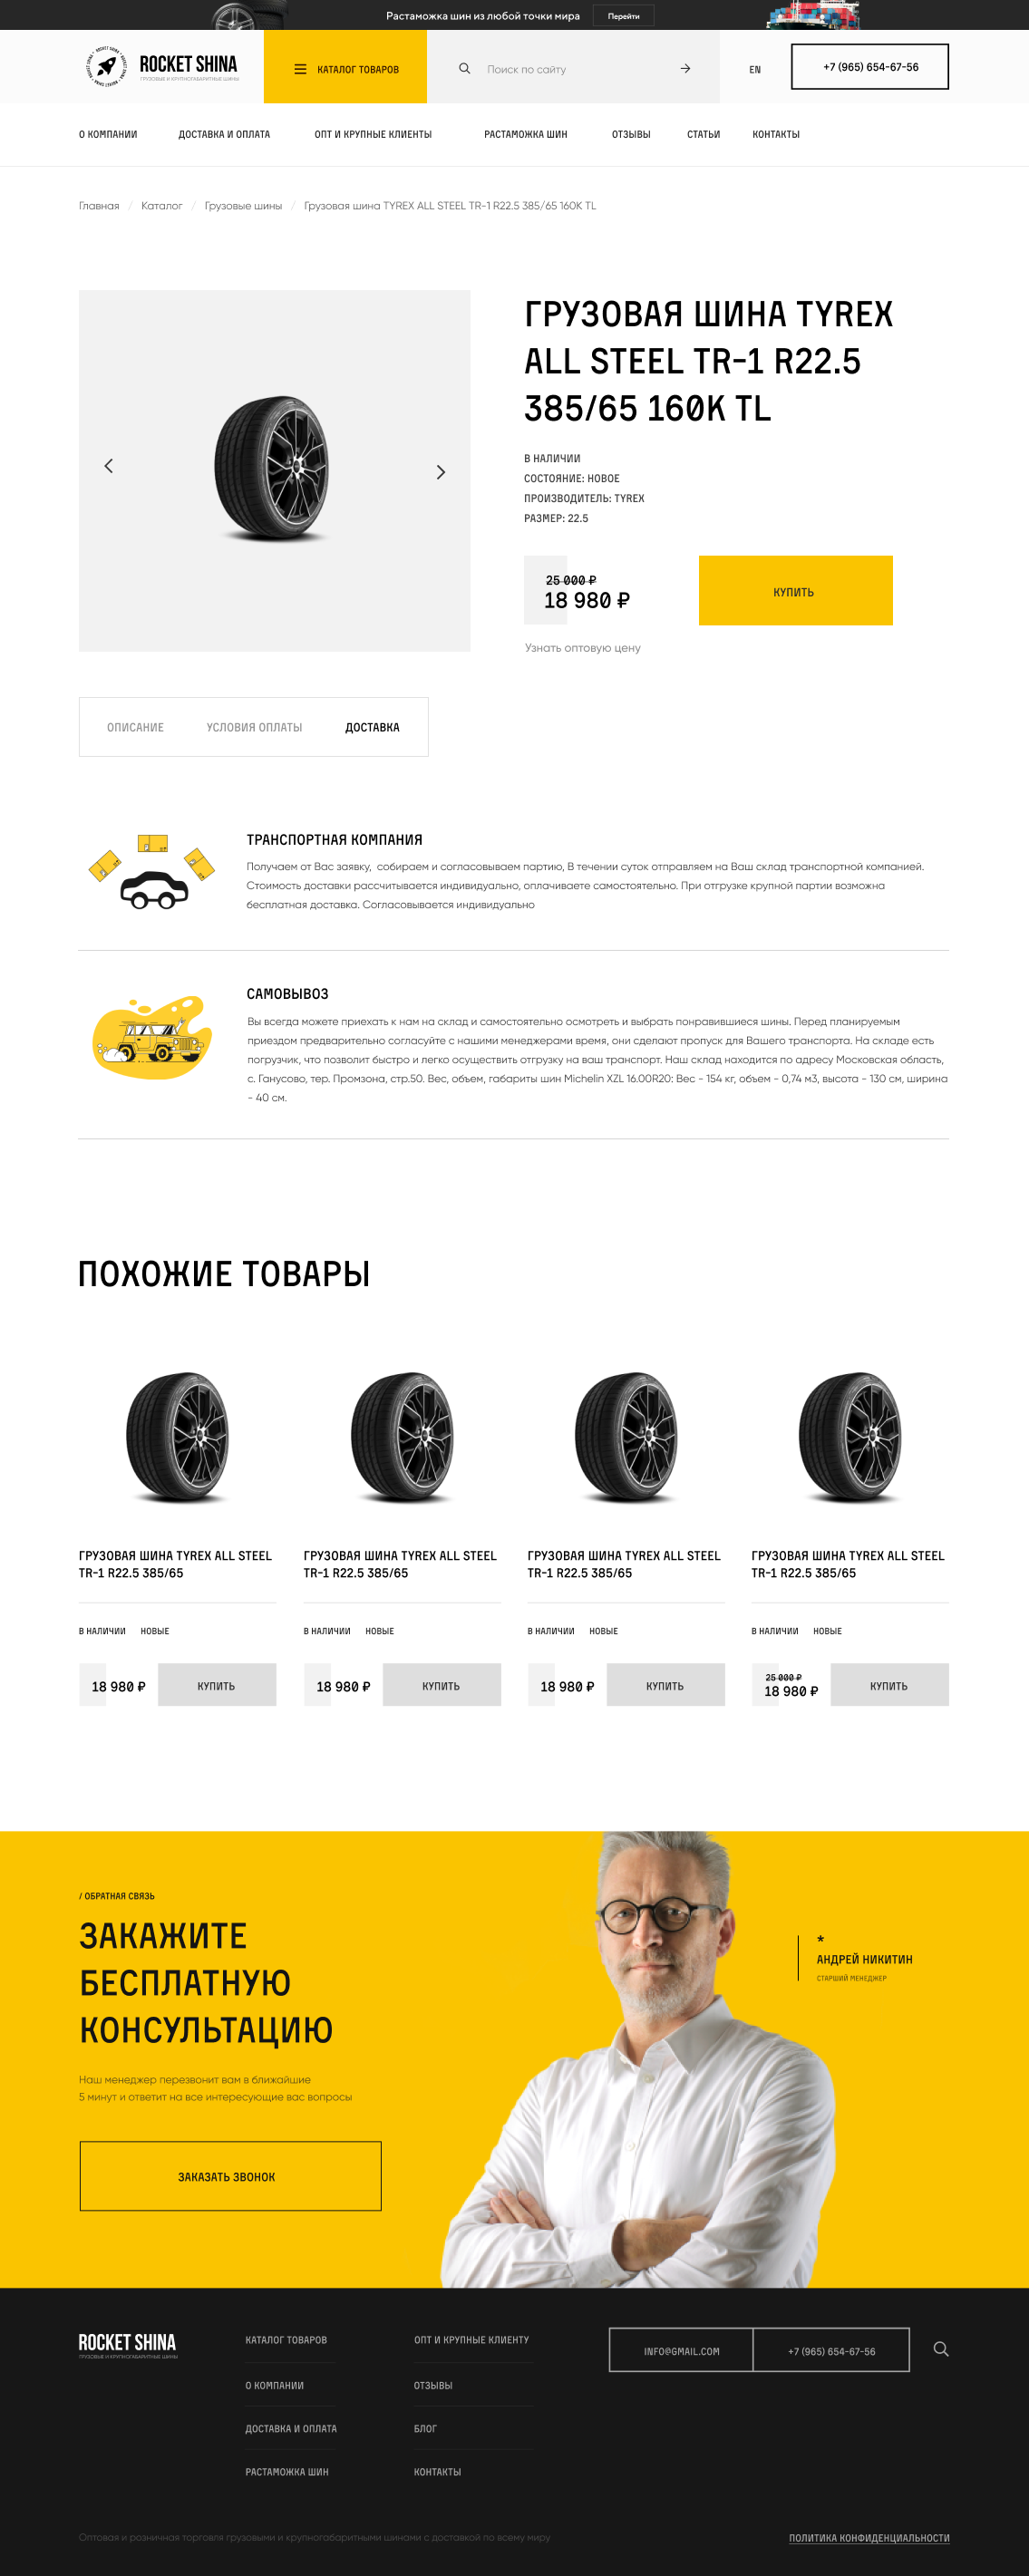 Растаможка шин из любой точки мира
Перейти
ROCKET SHINA
ГРУЗОВЫЕ И КРУПНОГАБАРИТНЫЕ ШИНЫ
КАТАЛОГ ТОВАРОВ
Поиск по сайту
EN
+7 (965) 654-67-56
О КОМПАНИИ
ДОСТАВКА И ОПЛАТА
ОПТ И КРУПНЫЕ КЛИЕНТЫ
РАСТАМОЖКА ШИН
ОТЗЫВЫ
СТАТЬИ
КОНТАКТЫ
Главная / Каталог / Грузовые шины / Грузовая шина TYREX ALL STEEL TR-1 R22.5 385/65 160K TL
ГРУЗОВАЯ ШИНА TYREX
ALL STEEL TR-1 R22.5
385/65 160K TL
В НАЛИЧИИ
СОСТОЯНИЕ: НОВОЕ
ПРОИЗВОДИТЕЛЬ: TYREX
РАЗМЕР: 22.5
25 000 ₽
18 980 ₽
КУПИТЬ
Узнать оптовую цену
ОПИСАНИЕ
УСЛОВИЯ ОПЛАТЫ
ДОСТАВКА
ТРАНСПОРТНАЯ КОМПАНИЯ
Получаем от Вас заявку, собираем и согласовываем партию, В течении суток отправляем на Ваш склад транспортной компанией.
Стоимость доставки рассчитывается индивидуально, оплачиваете самостоятельно. При отгрузке крупной партии возможна
бесплатная доставка. Согласовывается индивидуально
САМОВЫВОЗ
Вы всегда можете приехать к нам на склад и самостоятельно осмотреть и выбрать понравившиеся шины. Перед планируемым
приездом предварительно согласуйте с нашими менеджерами время, они сделают пропуск для Вашего транспорта. На складе есть
погрузчик, что позволит быстро и легко осуществить отгрузку на ваш транспорт. Наш склад находится по адресу Московская область,
с. Ганусово, тер. Промзона, стр.50. Вес, объем, габариты шин Michelin XZL 16.00R20: Вес - 154 кг, объем - 0,74 м3, высота - 130 см, ширина
- 40 см.
ПОХОЖИЕ ТОВАРЫ
ГРУЗОВАЯ ШИНА TYREX ALL STEEL
TR-1 R22.5 385/65
В НАЛИЧИИ НОВЫЕ
18 980 ₽
КУПИТЬ
ГРУЗОВАЯ ШИНА TYREX ALL STEEL
TR-1 R22.5 385/65
В НАЛИЧИИ НОВЫЕ
18 980 ₽
КУПИТЬ
ГРУЗОВАЯ ШИНА TYREX ALL STEEL
TR-1 R22.5 385/65
В НАЛИЧИИ НОВЫЕ
18 980 ₽
КУПИТЬ
ГРУЗОВАЯ ШИНА TYREX ALL STEEL
TR-1 R22.5 385/65
В НАЛИЧИИ НОВЫЕ
25 000 ₽
18 980 ₽
КУПИТЬ
/ ОБРАТНАЯ СВЯЗЬ
ЗАКАЖИТЕ
БЕСПЛАТНУЮ
КОНСУЛЬТАЦИЮ
Наш менеджер перезвонит вам в ближайшие
5 минут и ответит на все интересующие вас вопросы
ЗАКАЗАТЬ ЗВОНОК
*
АНДРЕЙ НИКИТИН
СТАРШИЙ МЕНЕДЖЕР
ROCKET SHINA
ГРУЗОВЫЕ И КРУПНОГАБАРИТНЫЕ ШИНЫ
КАТАЛОГ ТОВАРОВ
О КОМПАНИИ
ДОСТАВКА И ОПЛАТА
РАСТАМОЖКА ШИН
ОПТ И КРУПНЫЕ КЛИЕНТУ
ОТЗЫВЫ
БЛОГ
КОНТАКТЫ
INFO@GMAIL.COM
+7 (965) 654-67-56
Оптовая и розничная торговля грузовыми и крупногабаритными шинами с доставкой по всему миру
ПОЛИТИКА КОНФИДЕНЦИАЛЬНОСТИ